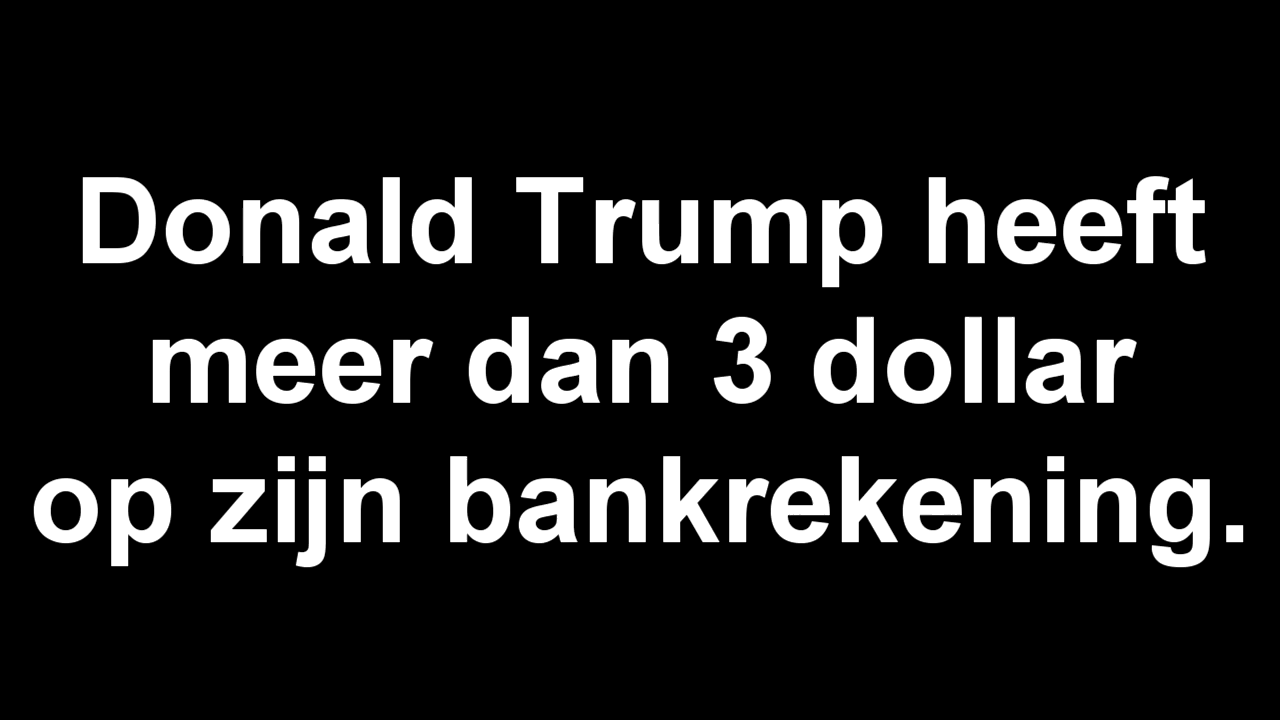 Donald Trump heeft
meer dan 3 dollar
op zijn bankrekening.